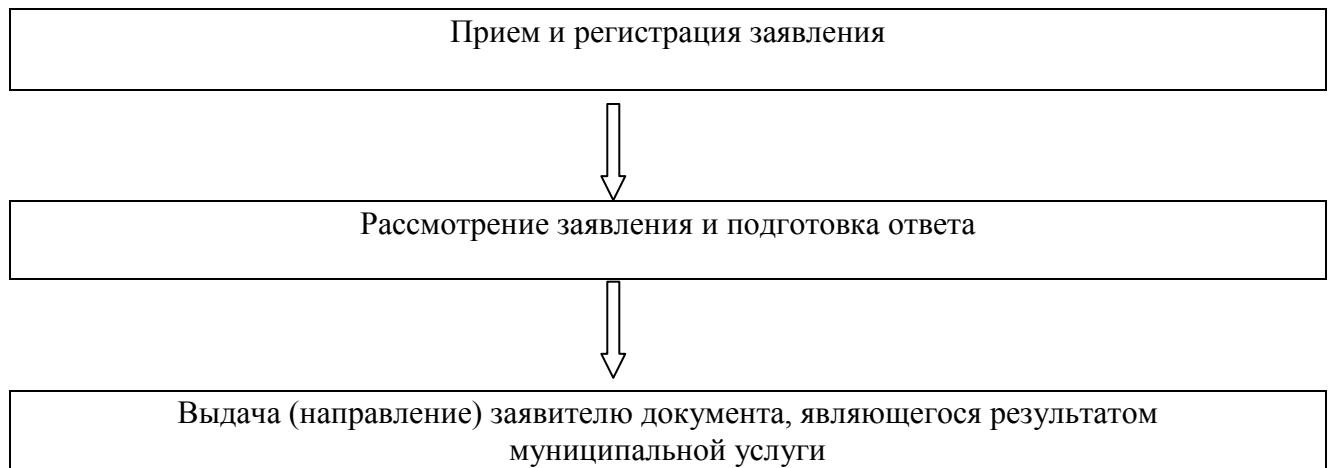 Прием и регистрация заявления
Рассмотрение заявления и подготовка ответа
Выдача (направление) заявителю документа, являющегося результатом
муниципальной услуги